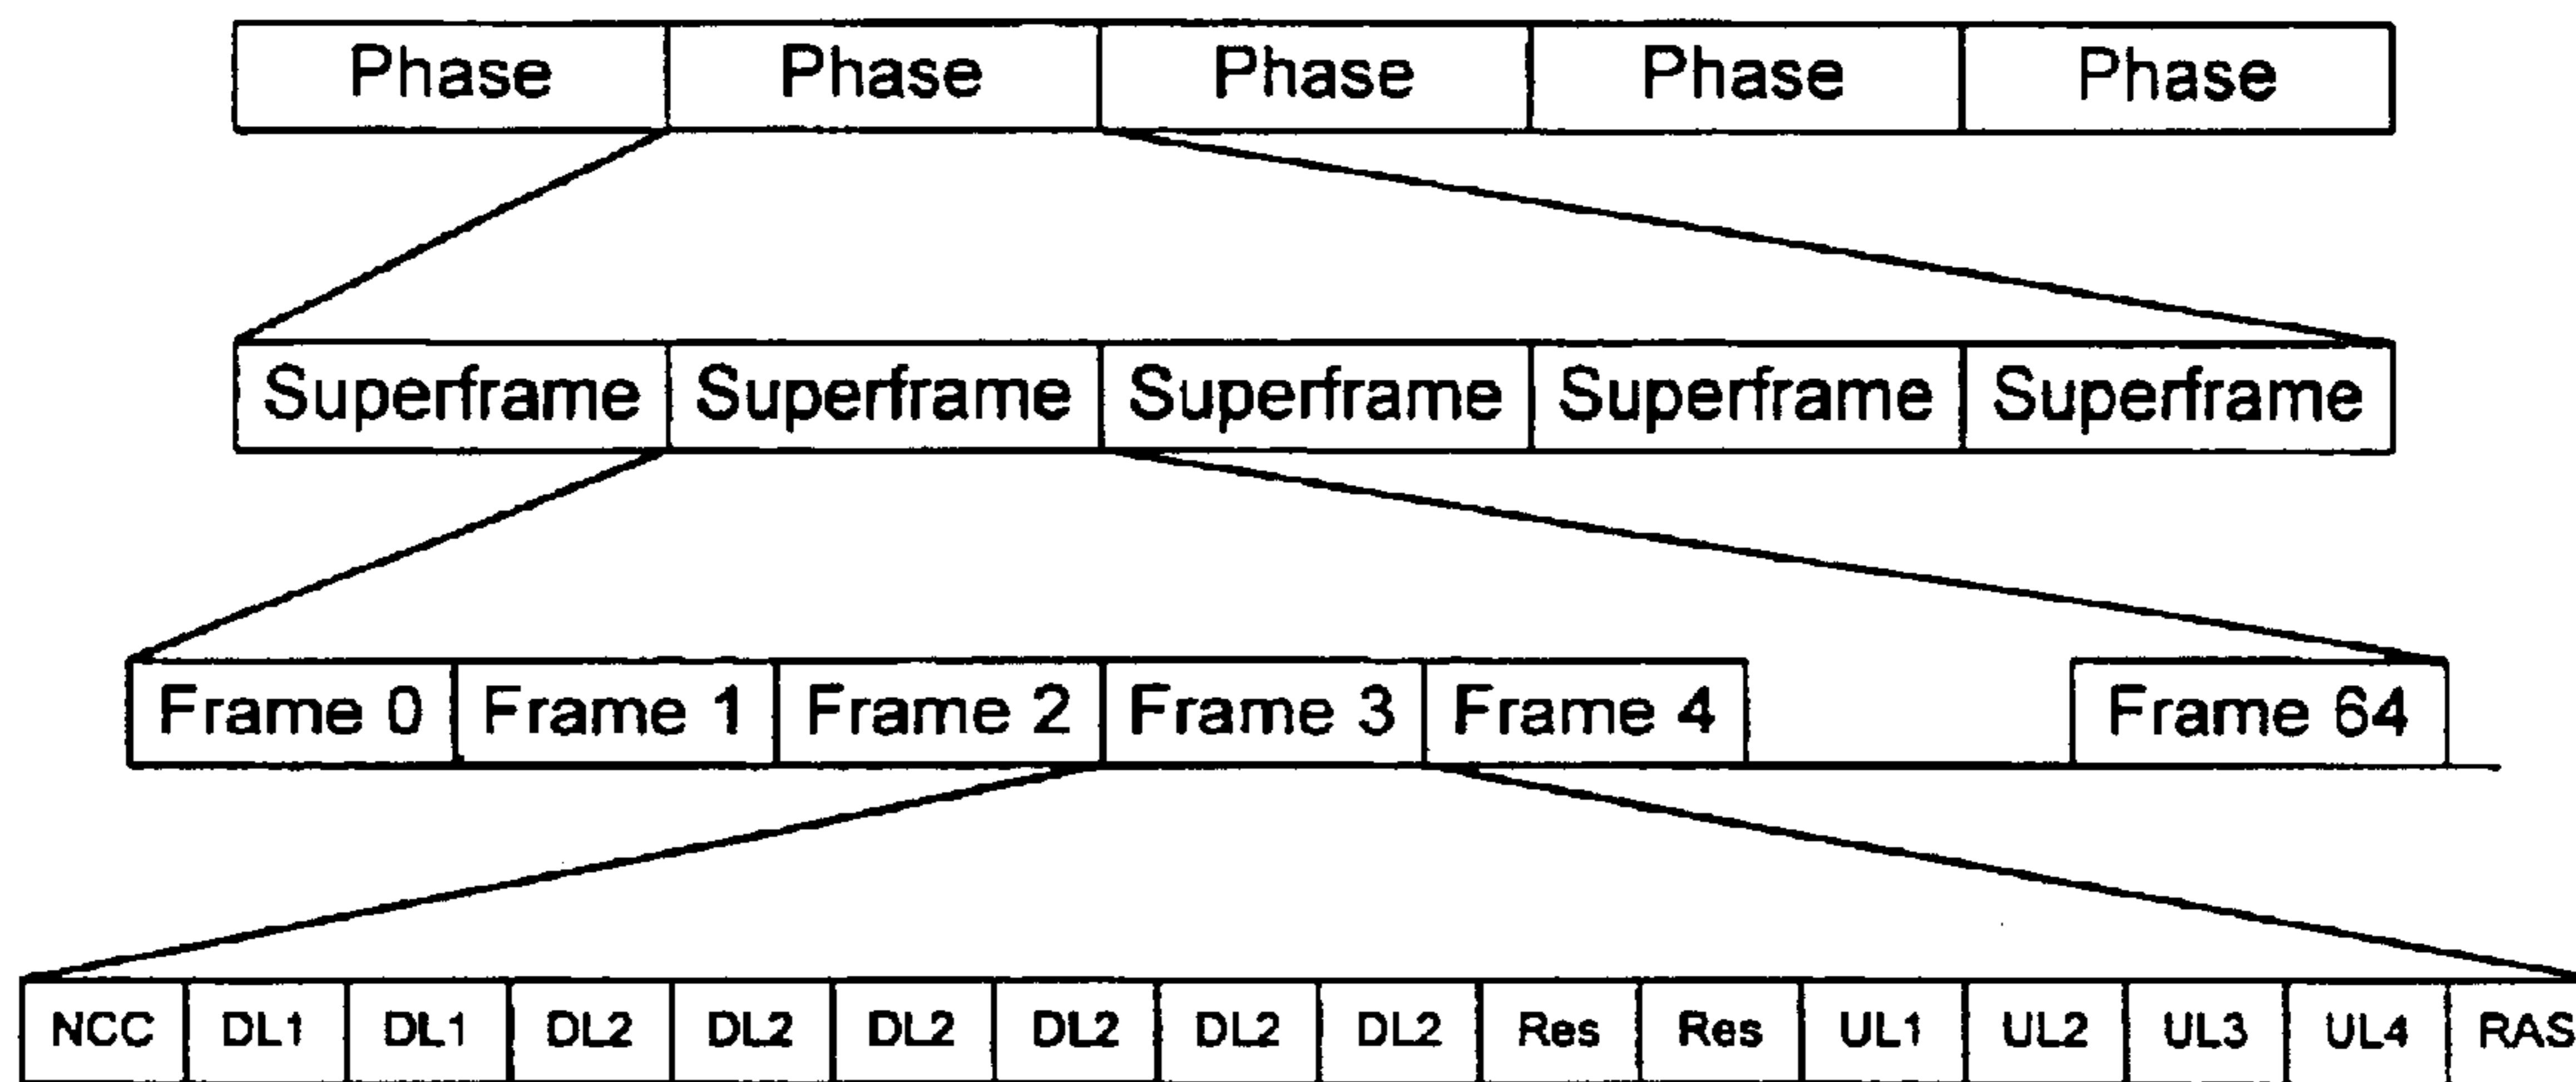 Phase Phase Phase Phase Phase
Superframe Superframe Superframe Superframe Superframe
Frame 0 Frame 1 Frame 2 Frame 3 Frame 4 Frame 64
NCC DL1 DL1 DL2 DL2 DL2 DL2 DL2 DL2 Res Res UL1 UL2 UL3 UL4 RAS